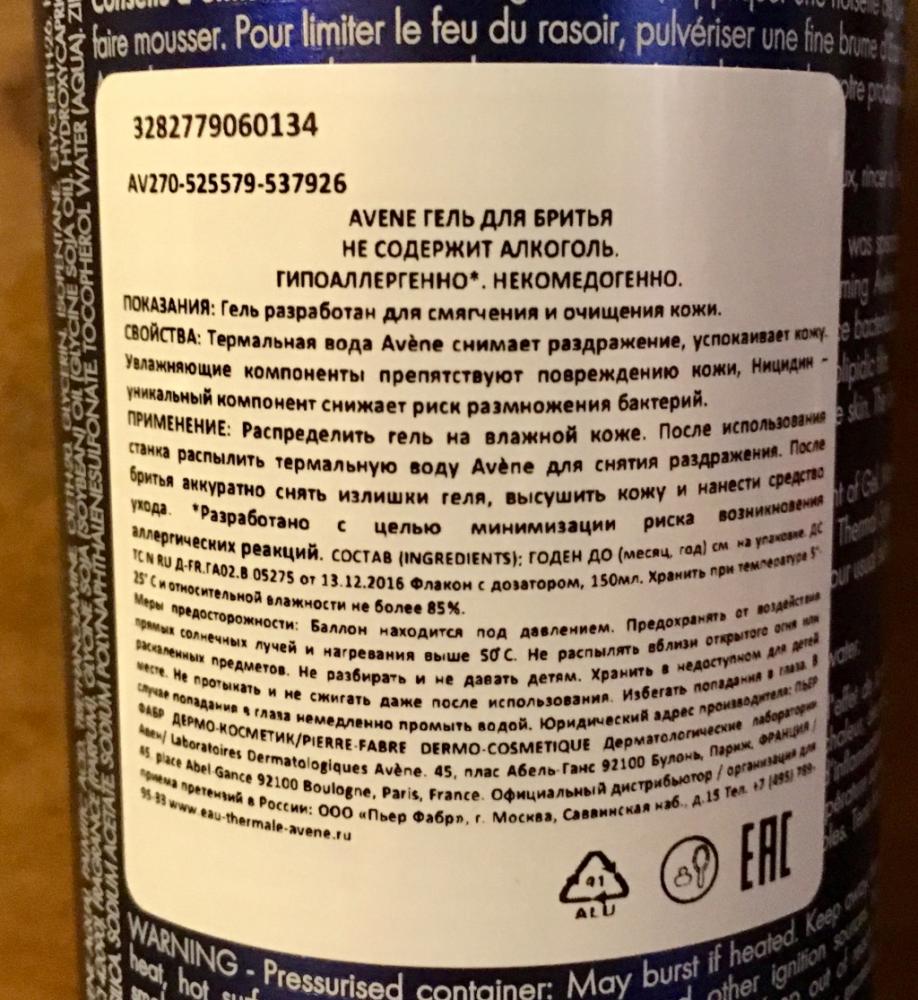 faire mousser. Pour limiter le feu du rasoir, pulvériser une fine brume
3282779060134
AV270-525579-537926
AVENE ГЕЛЬ ДЛЯ БРИТЬЯ
НЕ СОДЕРЖИТ АЛКОГОЛЬ.
ГИПОАЛЛЕРГЕННО*. НЕКОМЕДОГЕННО.
ПОКАЗАНИЯ: Гель разработан для смягчения и очищения кожи.
СВОЙСТВА: Термальная вода Avène снимает раздражение, успокаивает кожу.
Увлажняющие компоненты препятствуют повреждению кожи, Ницидин –
уникальный компонент снижает риск размножения бактерий.
ПРИМЕНЕНИЕ: Распределить гель на влажной коже. После использования
станка распылить термальную воду Avène для снятия раздражения. После
бритья аккуратно снять излишки геля, высушить кожу и нанести средство
ухода. *Разработано с целью минимизации риска возникновения
аллергических реакций. СОСТАВ (INGREDIENTS); ГОДЕН ДО (месяц, год) см. на упаковке. ДС
ТС N RU Д-FR.ГА02.В 05275 от 13.12.2016 Флакон с дозатором, 150мл. Хранить при температуре 5°-
25° С и относительной влажности не более 85%.
Меры предосторожности: Баллон находится под давлением. Предохранять от воздействия
прямых солнечных лучей и нагревания выше 50°С. Не распылять вблизи открытого огня или
раскаленных предметов. Не разбирать и не давать детям. Хранить в недоступном для детей
месте. Не протыкать и не сжигать даже после использования. Избегать попадания в глаза. В
случае попадания в глаза немедленно промыть водой. Юридический адрес производителя: ПЬЕР
ФАБР ДЕРМО-КОСМЕТИК/PIERRE-FABRE DERMO-COSMETIQUE Дерматологические лаборатории
Авен/ Laboratoires Dermatologiques Avène. 45, плас Абель-Ганс 92100 Булонь, Париж, ФРАНЦИЯ /
45, place Abel-Gance 92100 Boulogne, Paris, France. Официальный дистрибьютор / организация для
приема претензий в России: ООО «Пьер Фабр», г. Москва, Саввинская наб., д.15 Тел. +7 (495) 789-
95-33 www.eau-thermale-avene.ru
41
ALU
EAC
WARNING - Pressurised container: May burst if heated. Keep away
heat, hot other ignition sources